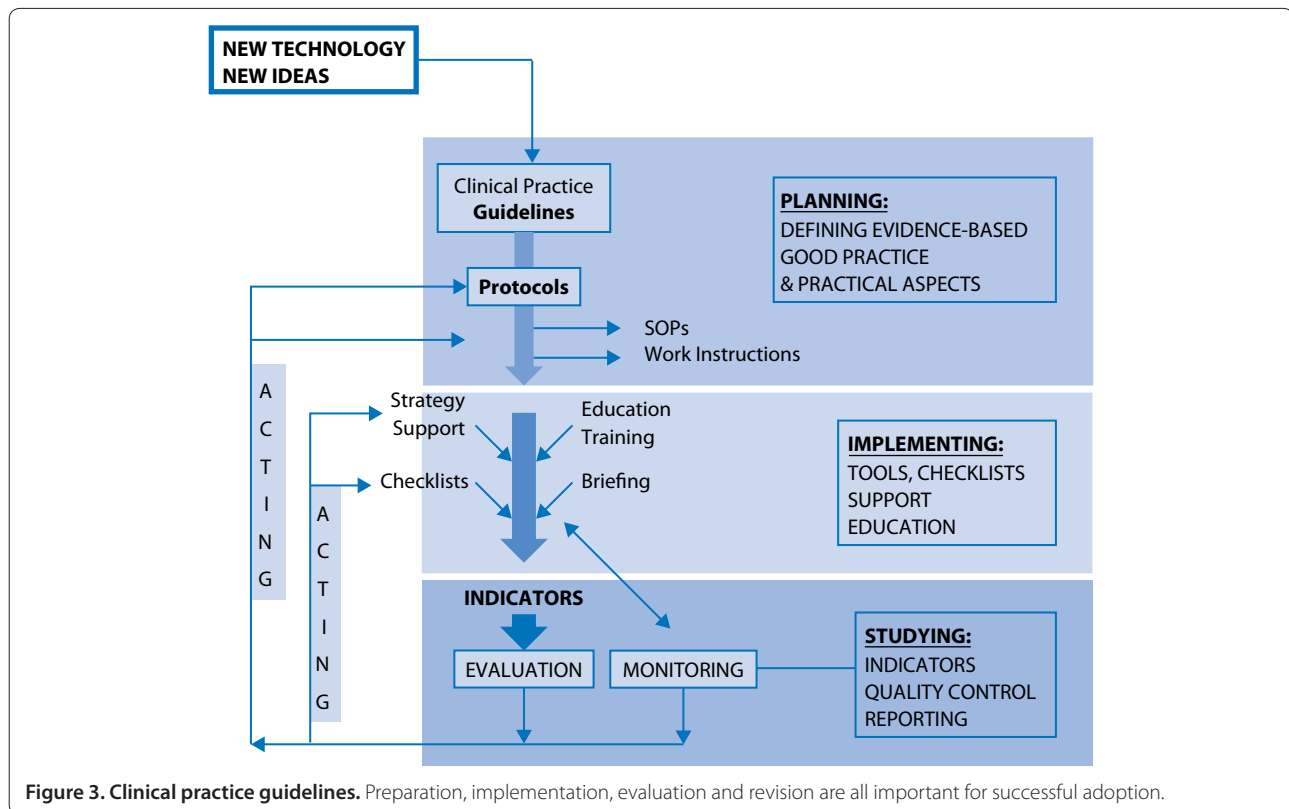 NEW TECHNOLOGY
NEW IDEAS
Clinical Practice
Guidelines
Protocols
SOPs
Work Instructions
PLANNING:
DEFINING EVIDENCE-BASED
GOOD PRACTICE
& PRACTICAL ASPECTS
ACTING
ACTING
Strategy
Support
Education
Training
Checklists
Briefing
IMPLEMENTING:
TOOLS, CHECKLISTS
SUPPORT
EDUCATION
INDICATORS
EVALUATION
MONITORING
STUDYING:
INDICATORS
QUALITY CONTROL
REPORTING
Figure 3. Clinical practice guidelines. Preparation, implementation, evaluation and revision are all important for successful adoption.